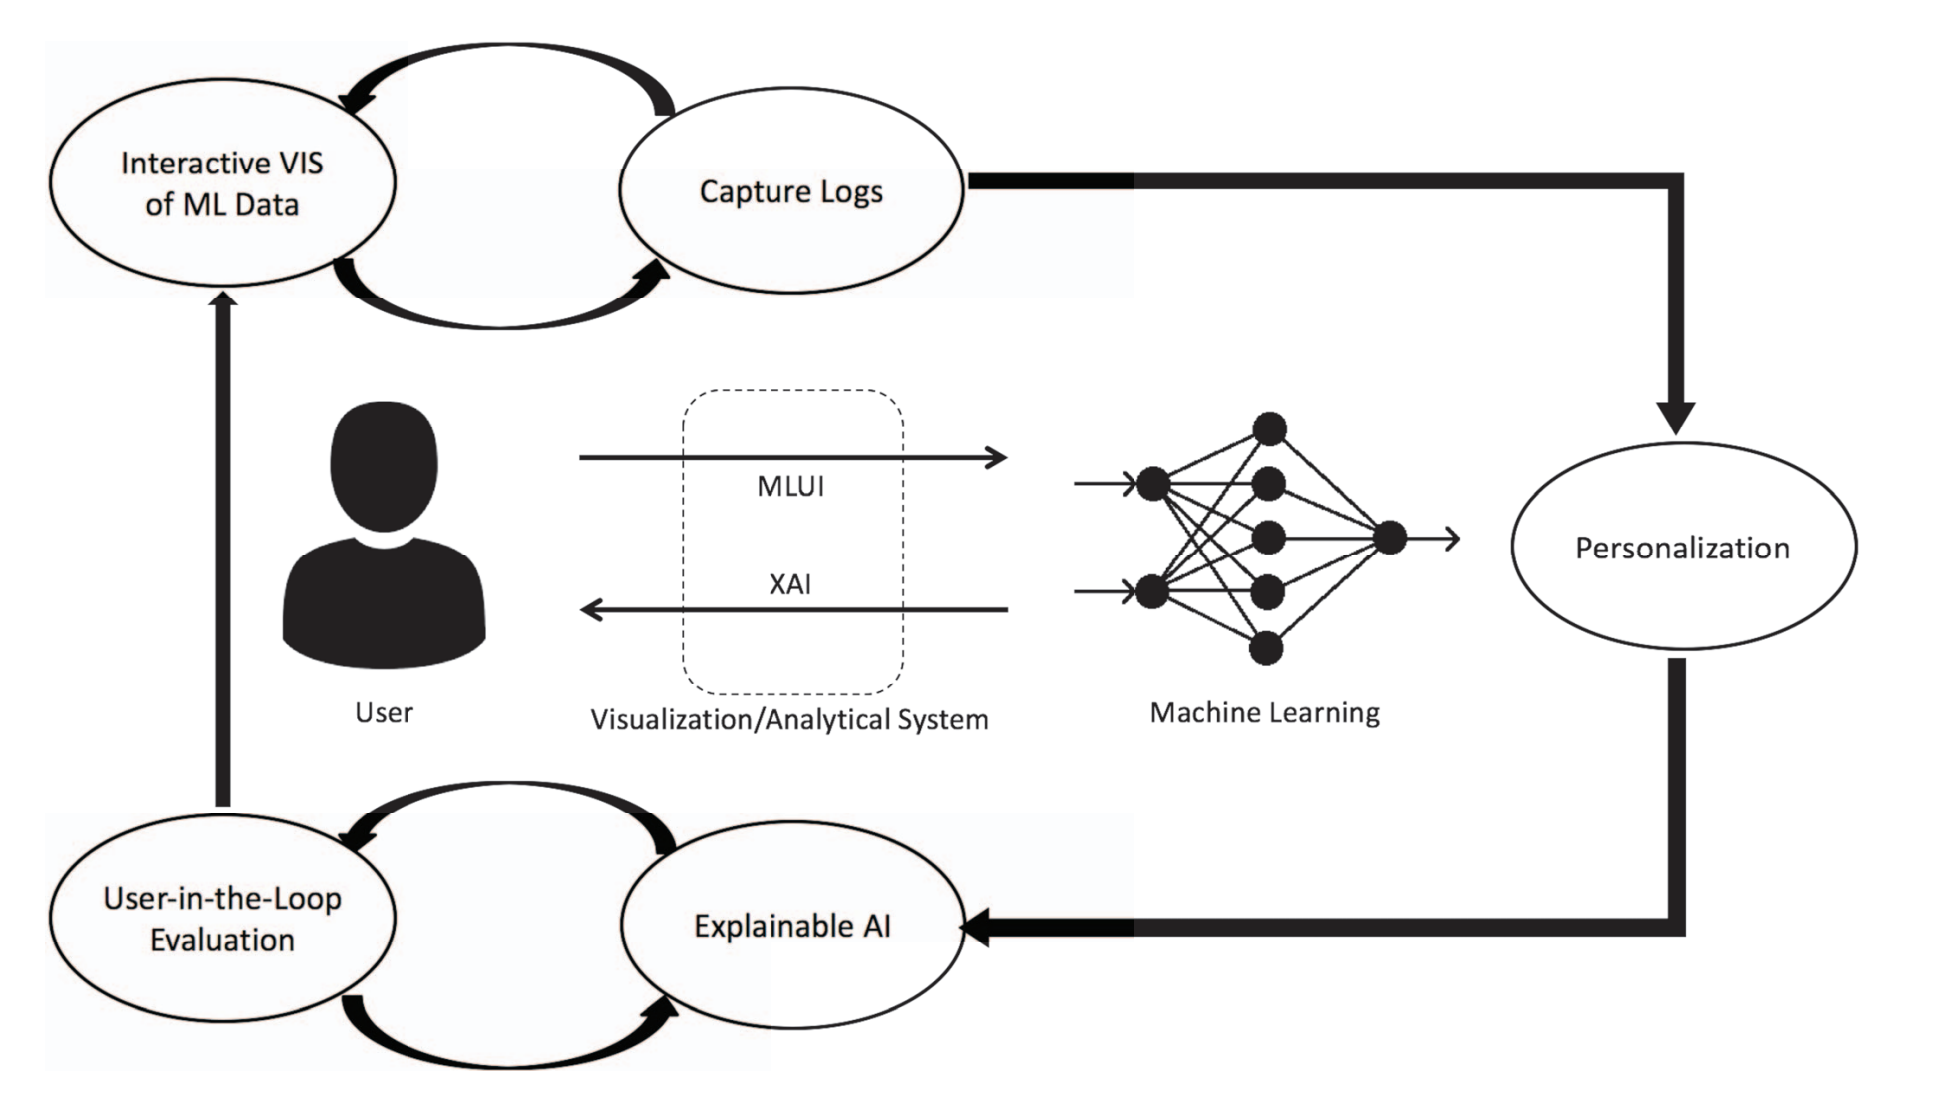 Interactive VIS
of ML Data
Capture Logs
MLUI
XAI
Personalization
User
Visualization/Analytical System
Machine Learning
User-in-the-Loop
Evaluation
Explainable AI